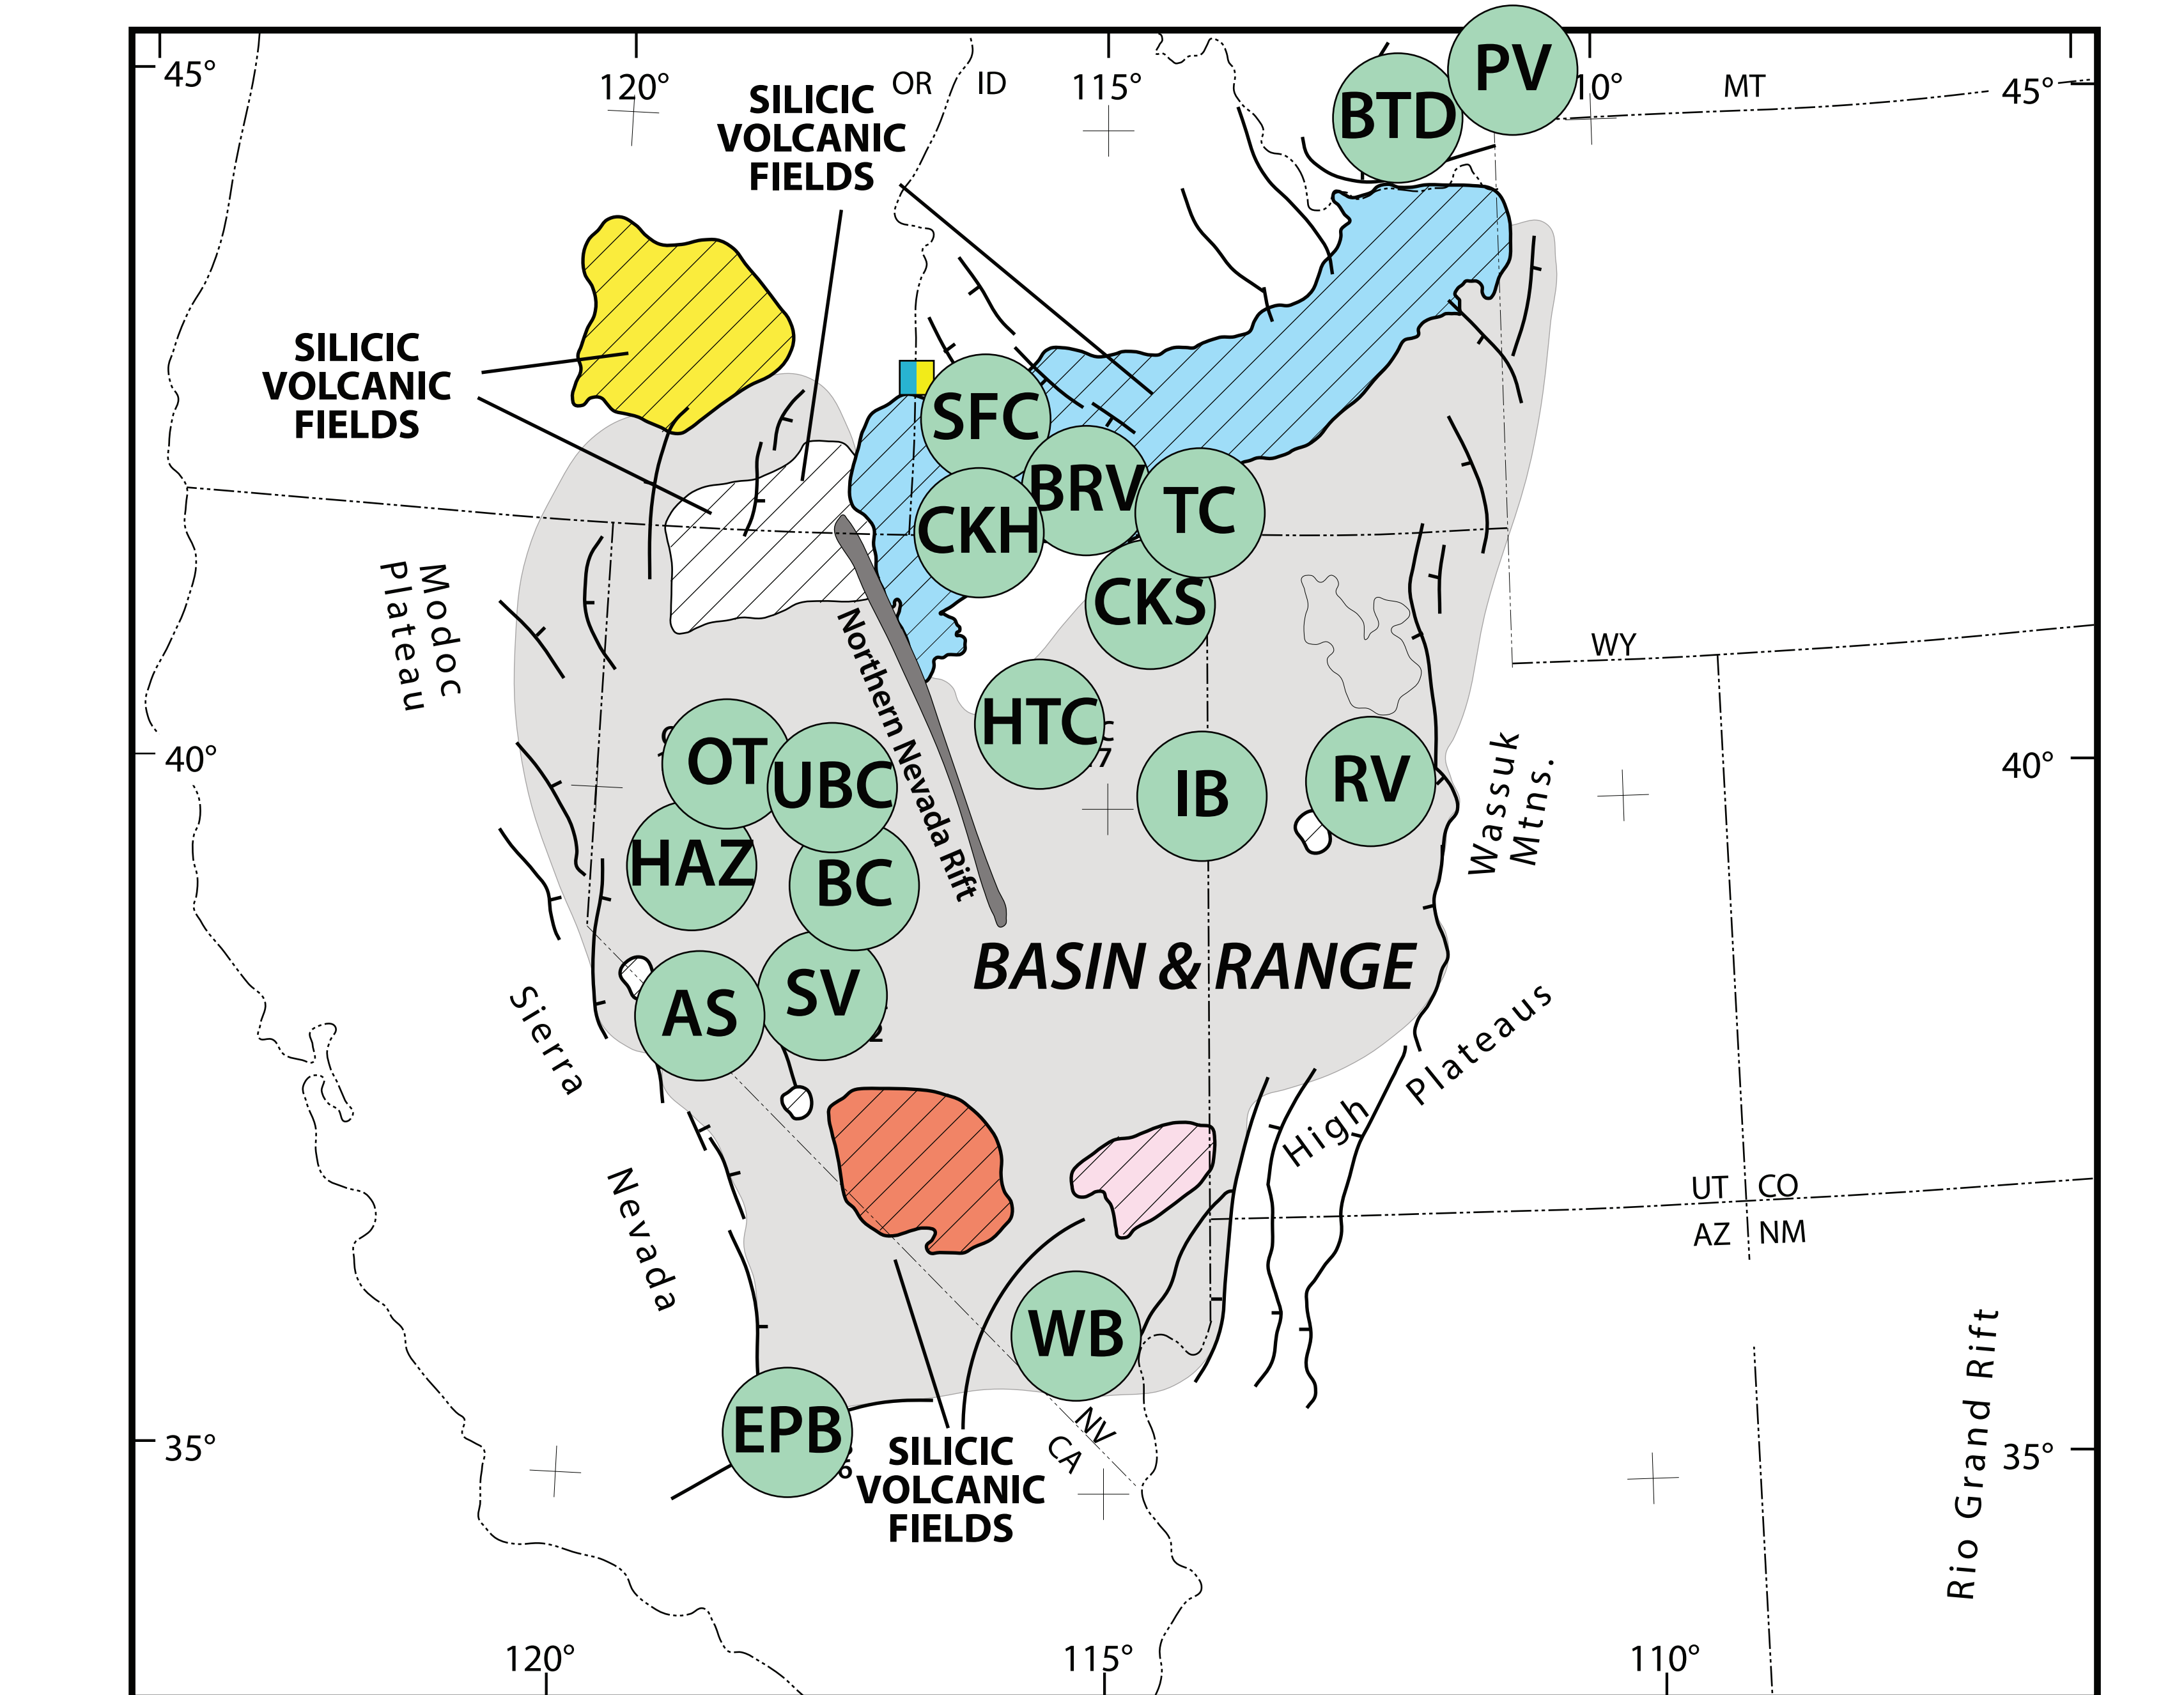 PV
45°
120°
OR
ID
115°
10°
MT
45°
SILICIC
VOLCANIC
FIELDS
BTD
SILICIC
VOLCANIC
FIELDS
SFC
BRV
TC
CKH
CKS
Modoc
Plateau
WY
Northern Nevada Rift
HTC
C
7
OT
UBC
IB
RV
40°
40°
Wassuk
Mtns.
HAZ
BC
BASIN & RANGE
AS
SV
2
Sierra
Nevada
High
Plateaus
UT
CO
AZ
NM
WB
EPB
6
NV
CA
35°
35°
SILICIC
VOLCANIC
FIELDS
Rio Grand Rift
120°
115°
110°